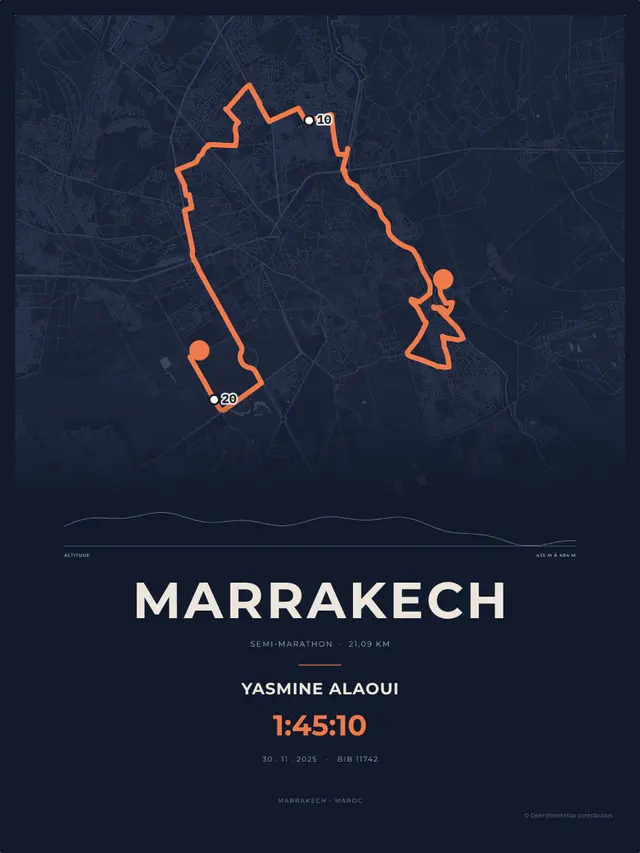 10
20
ALTITUDE
435 M À 484 M
MARRAKECH
SEMI-MARATHON · 21,09 KM
YASMINE ALAOUI
1:45:10
30 . 11 . 2025 · BIB 11742
MARRAKECH · MAROC
© OpenStreetMap contributors